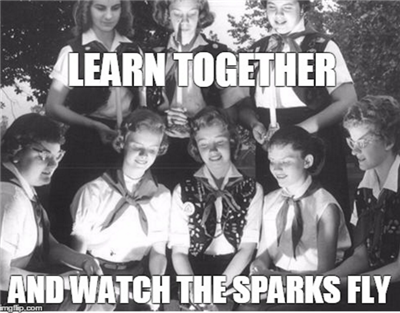 LEARN TOGETHER
AND WATCH THE SPARKS FLY
imgflip.com